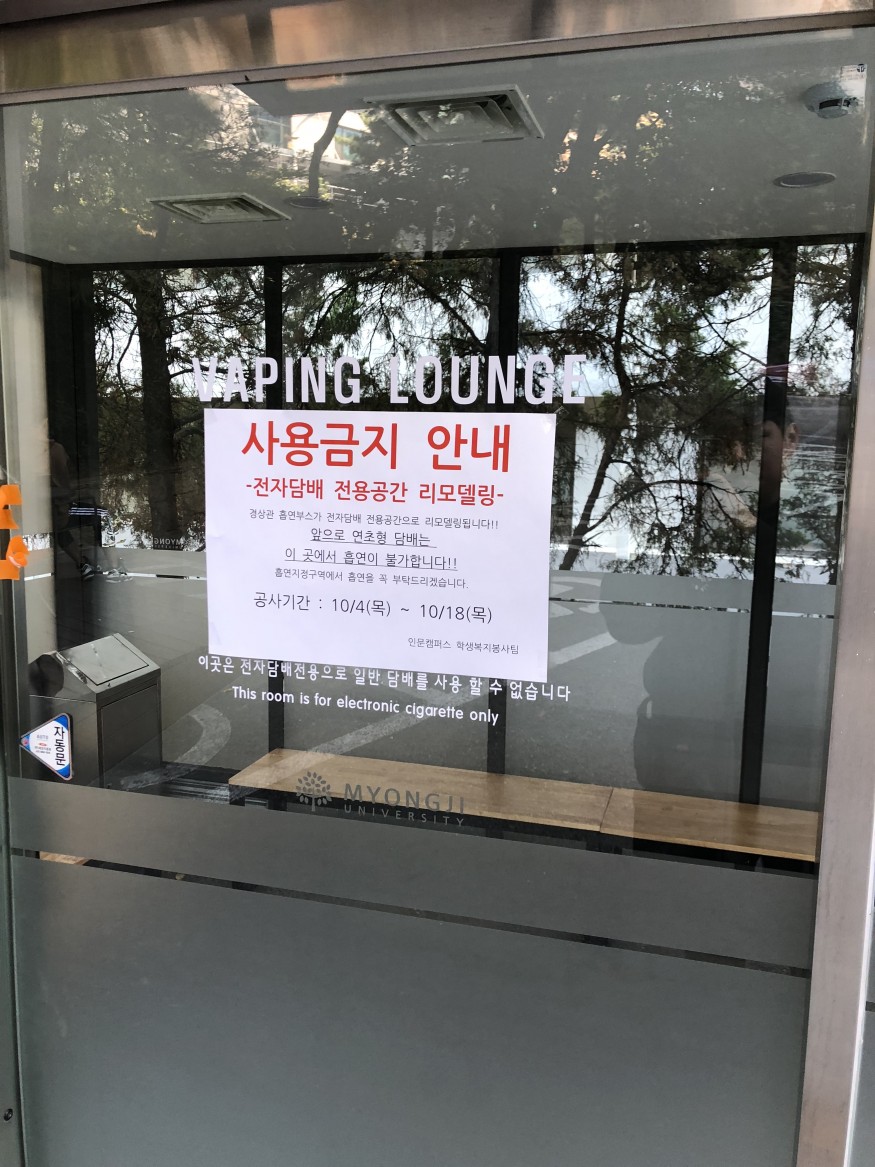 VAPING LOUNGE
사용금지 안내
-전자담배 전용공간 리모델링-
경상관 흡연부스가 전자담배 전용공간으로 리모델링됩니다!!
앞으로 연초형 담배는
이 곳에서 흡연이 불가합니다!!
흡연지정구역에서 흡연을 꼭 부탁드리겠습니다.
공사기간 : 10/4(목) ~ 10/18(목)
인문캠퍼스 학생복지봉사팀
이곳은 전자담배전용으로 일반 담배를 사용 할 수 없습니다
This room is for electronic cigarette only
자동문
MYONGJI
UNIVERSITY